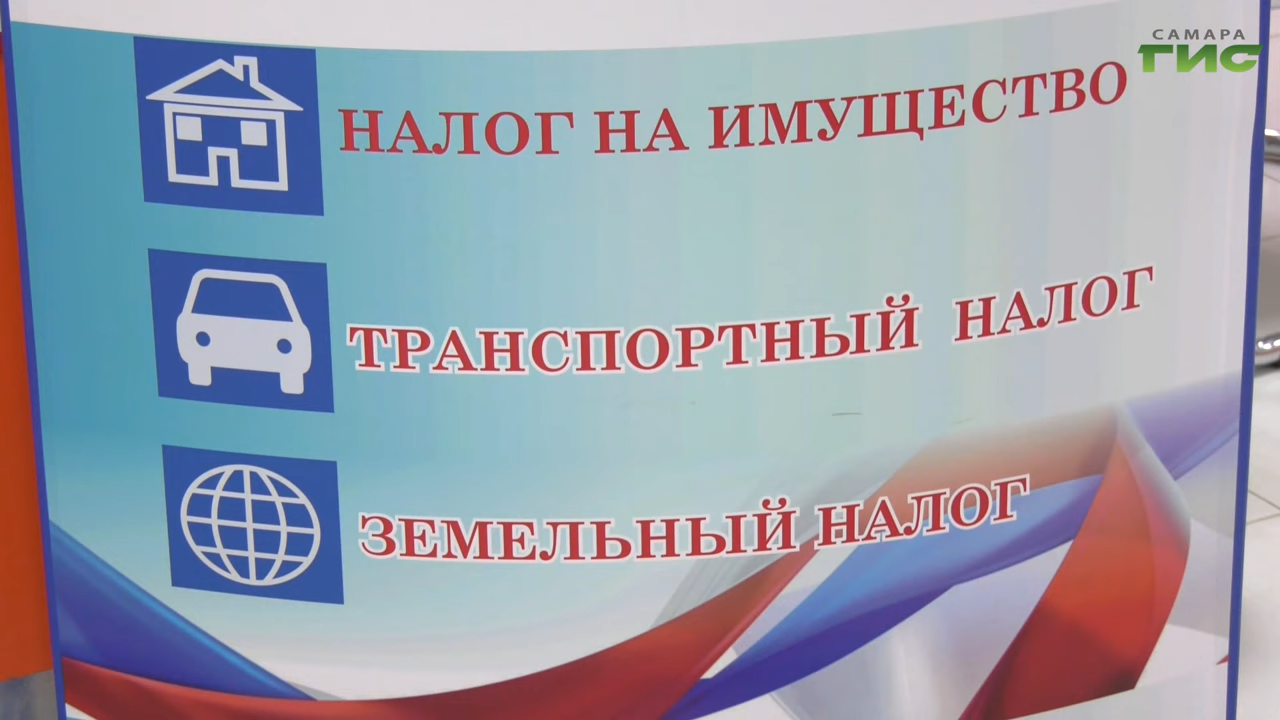 САМАРА
ГИС
НАЛОГ НА ИМУЩЕСТВО
ТРАНСПОРТНЫЙ НАЛОГ
ЗЕМЕЛЬНЫЙ НАЛОГ